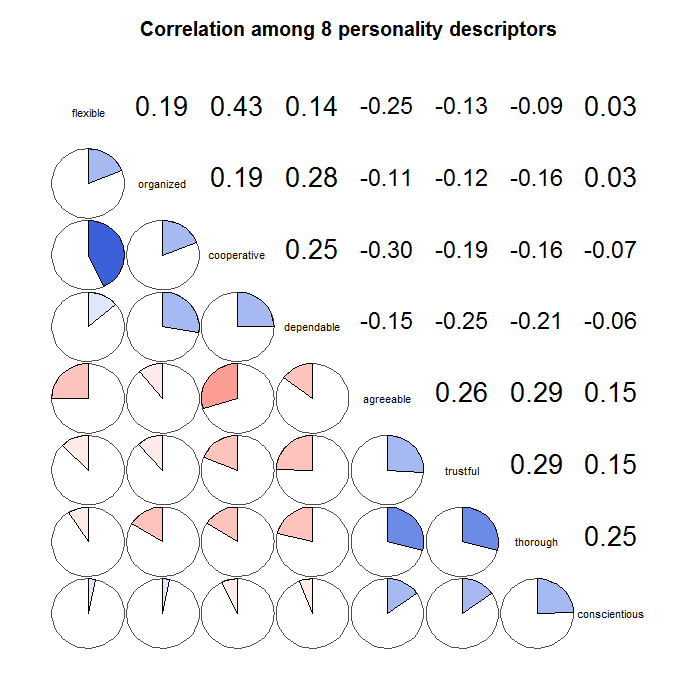 Correlation among 8 personality descriptors
flexible 0.19 0.43 0.14 -0.25 -0.13 -0.09 0.03
organized 0.19 0.28 -0.11 -0.12 -0.16 0.03
cooperative 0.25 -0.30 -0.19 -0.16 -0.07
dependable -0.15 -0.25 -0.21 -0.06
agreeable 0.26 0.29 0.15
trustful 0.29 0.15
thorough 0.25
conscientious